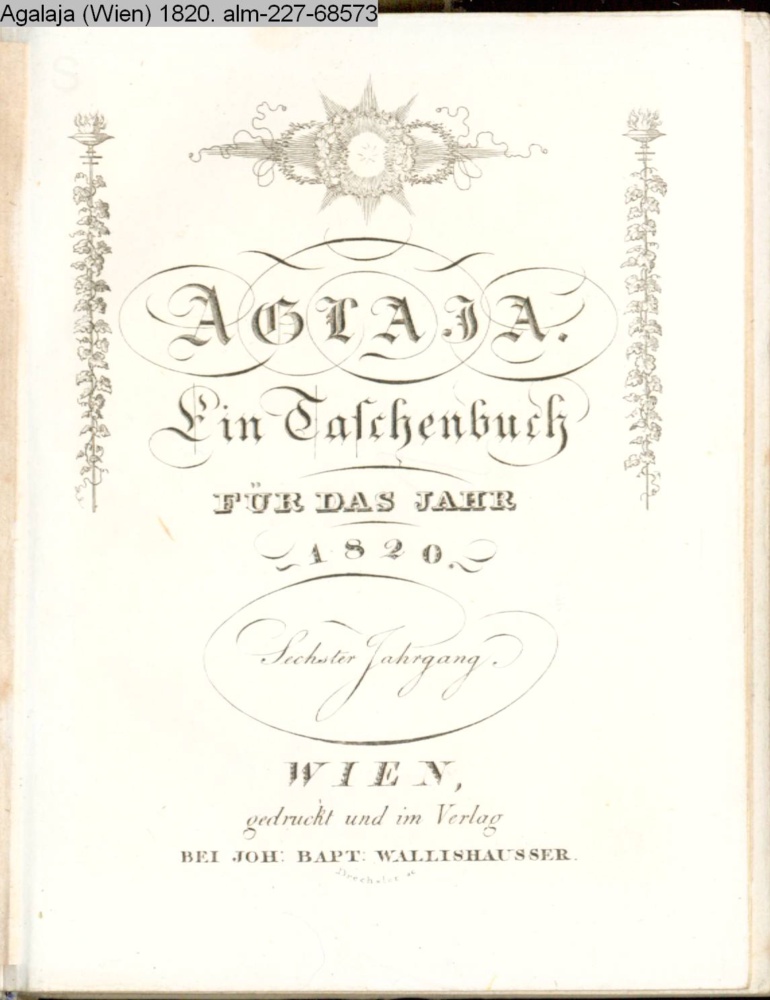 Agalaja (Wien) 1820. alm-227-68573
AGLAJA.
Ein Taſchenbuch
FÜR DAS JAHR
1820.
Sechster Jahrgang.
WIEN,
gedruckt und im Verlag
BEI JOH: BAPT: WALLISHAUSSER.